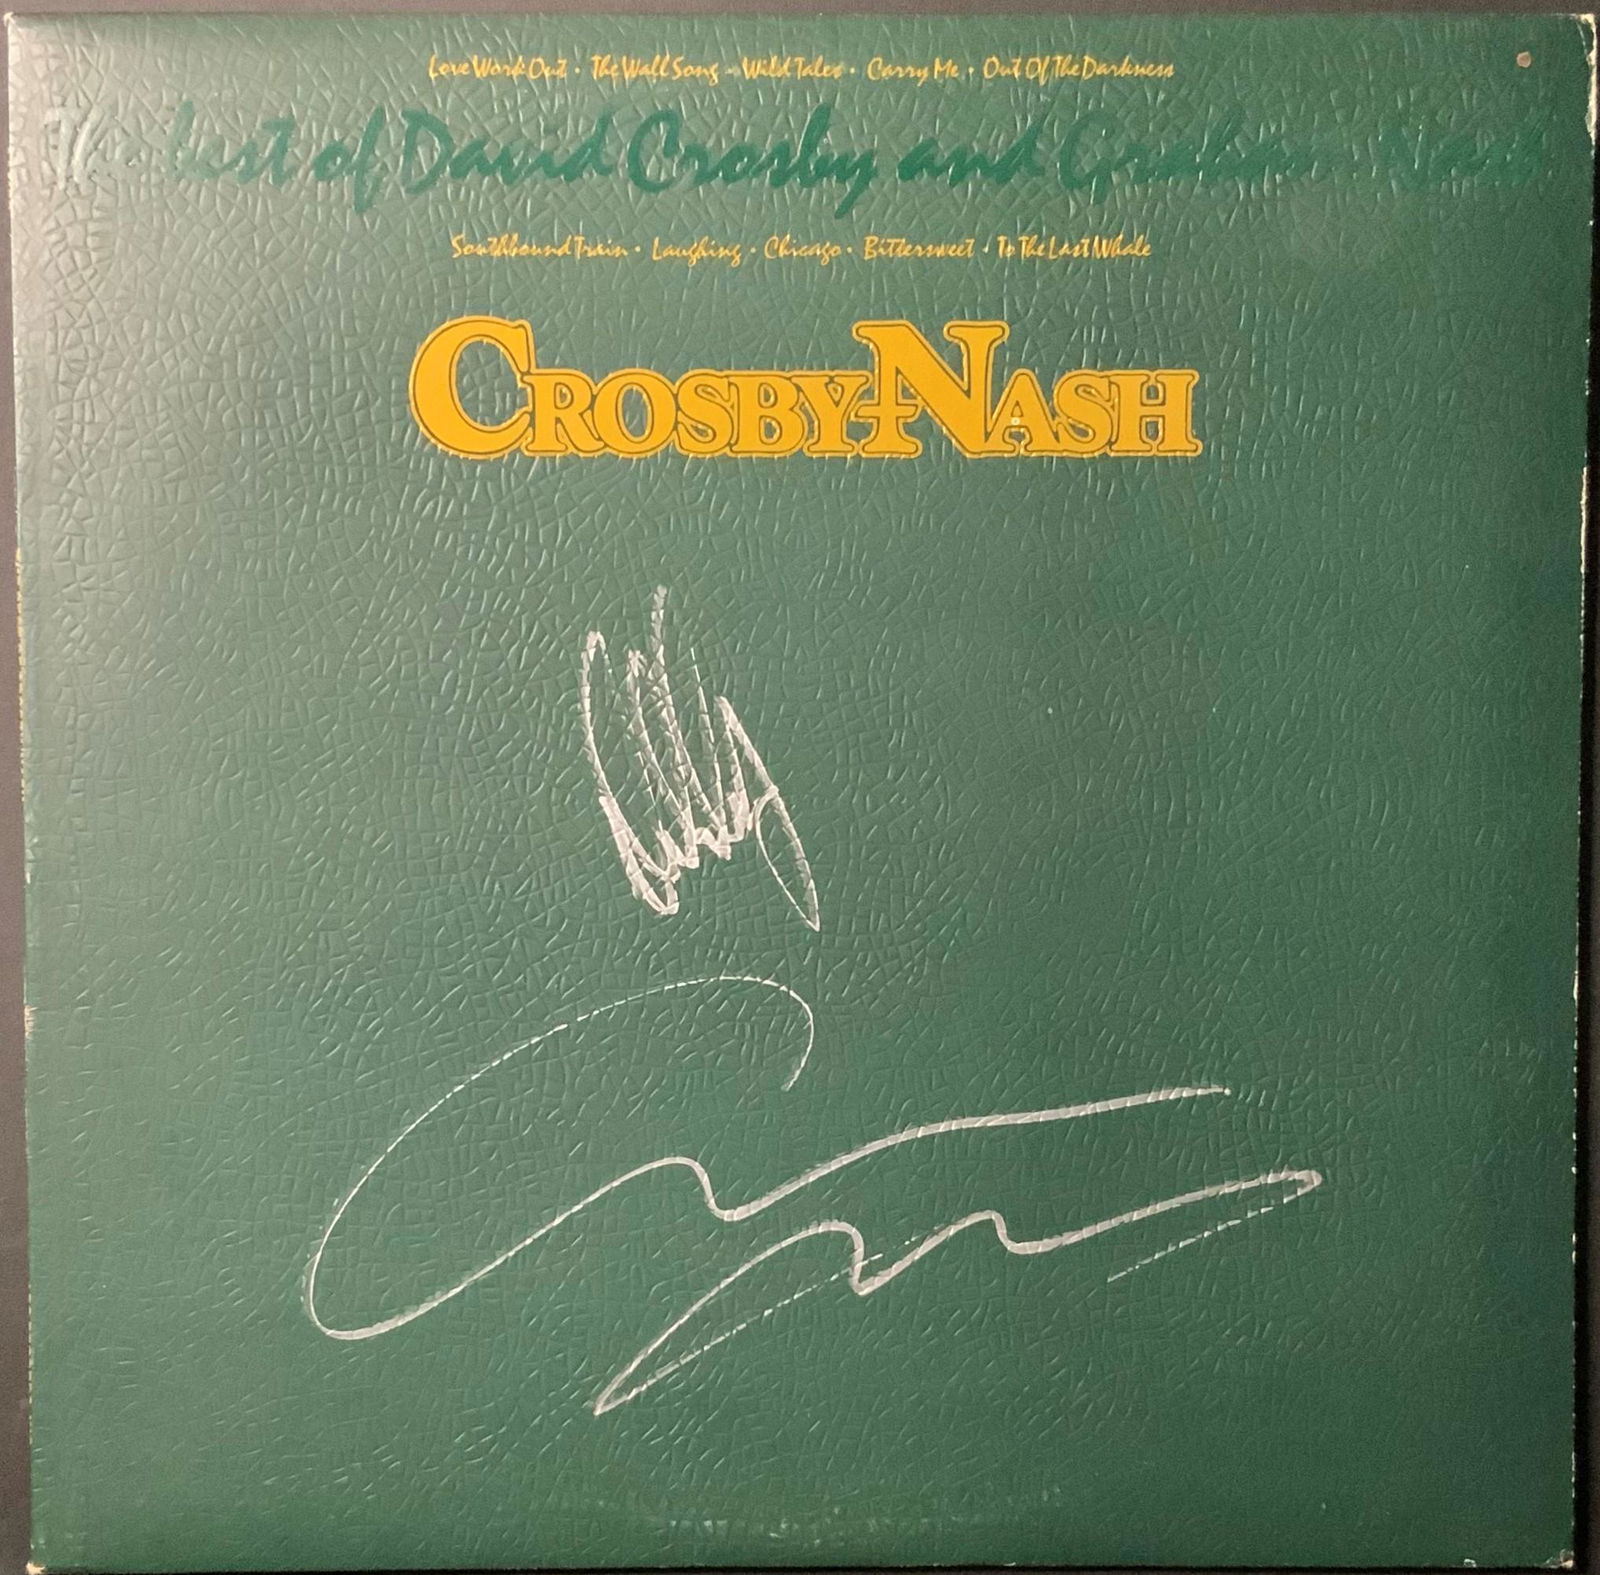 Love Work Out · The Wall Song · Wild Tales · Carry Me · Out Of The Darkness
The best of David Crosby and Graham Nash
Southbound Train · Laughing · Chicago · Bittersweet · To The Last Whale
CROSBY-NASH